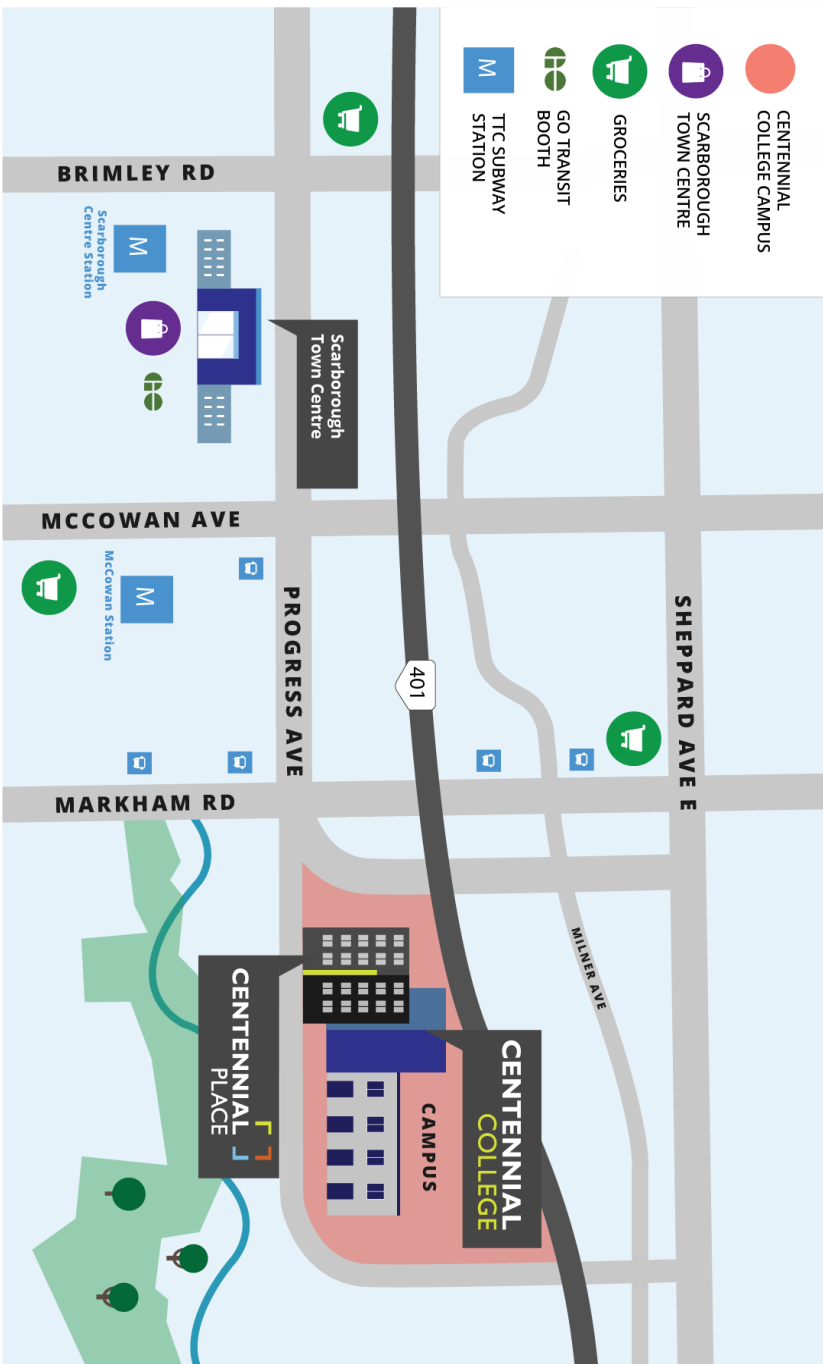 CENTENNIAL
COLLEGE CAMPUS
SCARBOROUGH
TOWN CENTRE
GROCERIES
GO TRANSIT
BOOTH
TTC SUBWAY
STATION
M
SHEPPARD AVE E
MILNER AVE
401
CENTENNIAL
COLLEGE
CAMPUS
Scarborough
Town Centre
PROGRESS AVE
CENTENNIAL
PLACE
BRIMLEY RD
MCCOWAN AVE
MARKHAM RD
M
Scarborough
Centre Station
M
McCowan Station